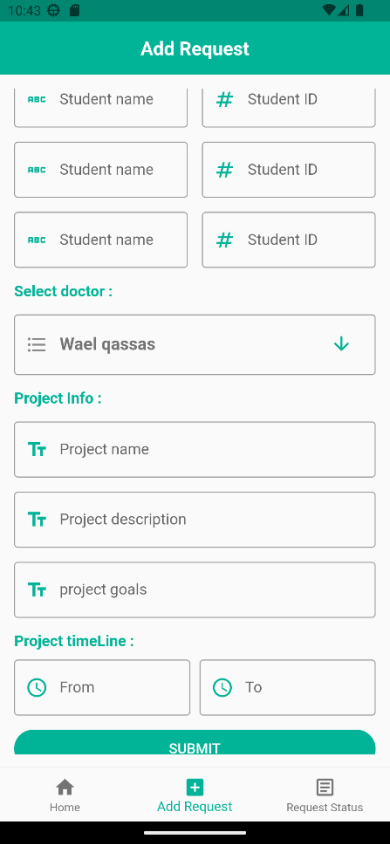 10:43
Add Request
ABC Student name # Student ID
ABC Student name # Student ID
ABC Student name # Student ID
Select doctor :
Wael qassas
Project Info :
Project name
Project description
project goals
Project timeLine :
From To
SUBMIT
Home Add Request Request Status